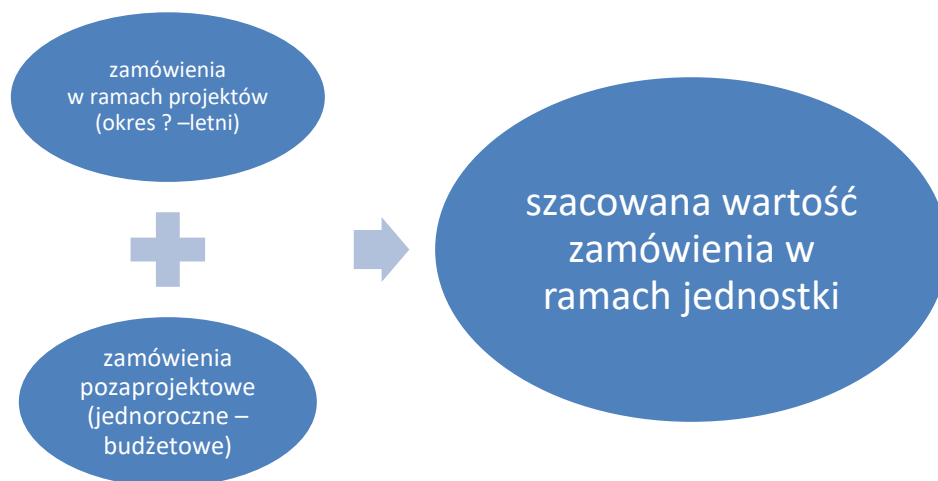 zamówienia
w ramach projektów
(okres ? –letni)
szacowana wartość
zamówienia w
ramach jednostki
zamówienia
pozaprojektowe
(jednoroczne –
budżetowe)